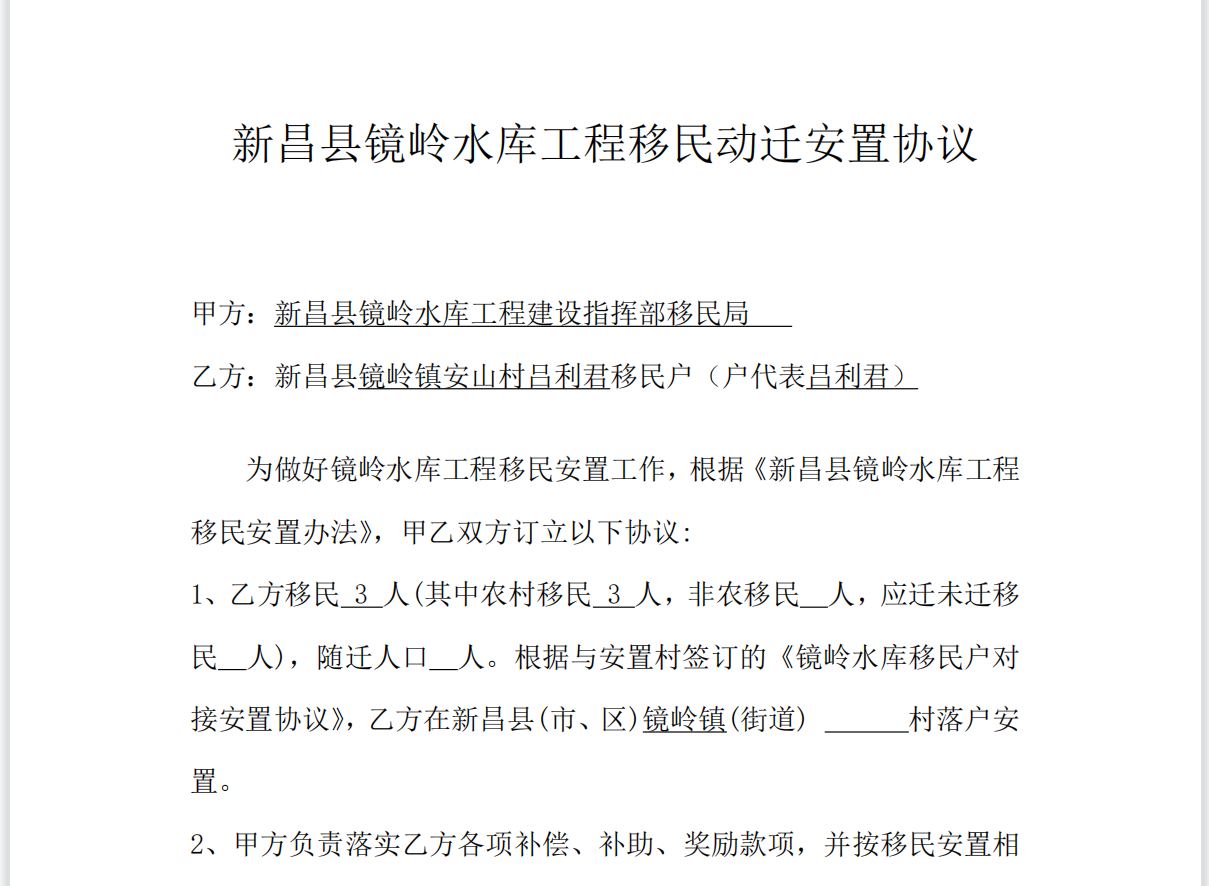 新昌县镜岭水库工程移民动迁安置协议
甲方：新昌县镜岭水库工程建设指挥部移民局
乙方：新昌县镜岭镇安山村吕利君移民户（户代表吕利君）
为做好镜岭水库工程移民安置工作，根据《新昌县镜岭水库工程
移民安置办法》，甲乙双方订立以下协议：
1、乙方移民 3 人(其中农村移民 3 人，非农移民__人，应迁未迁移
民__人)，随迁人口__人。根据与安置村签订的《镜岭水库移民户对
接安置协议》，乙方在新昌县(市、区)镜岭镇(街道) ______村落户安
置。
2、甲方负责落实乙方各项补偿、补助、奖励款项，并按移民安置相